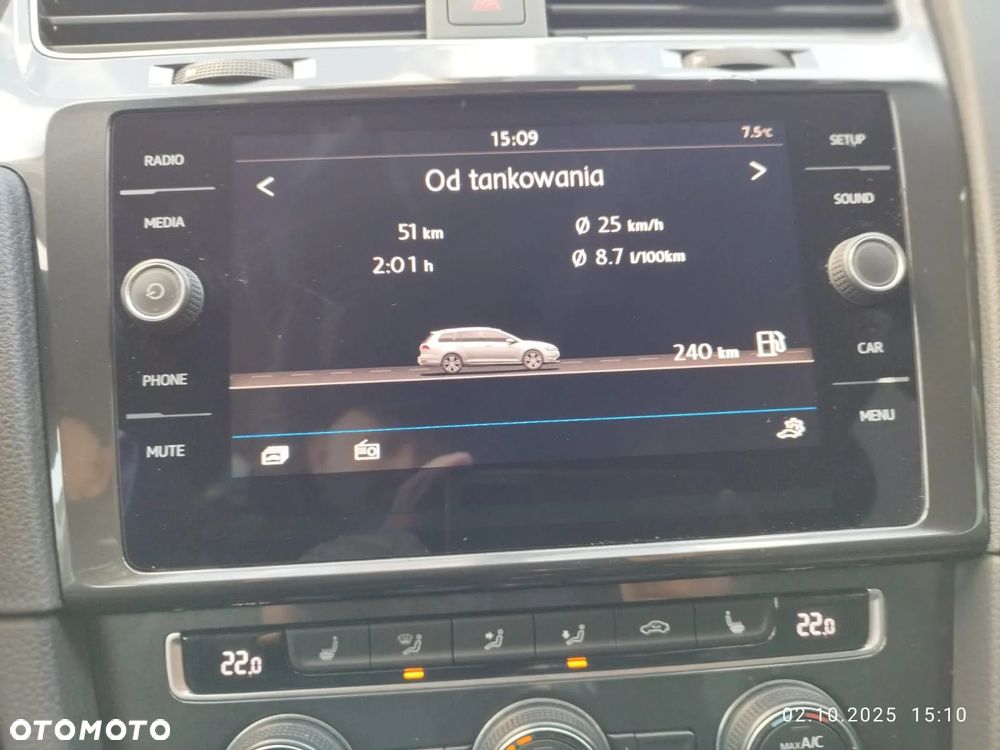 15:09
7.5°C
RADIO
SETUP
< Od tankowania >
MEDIA
SOUND
51 km
Ø 25 km/h
2:01 h
Ø 8.7 l/100km
240 km
CAR
PHONE
MENU
MUTE
22.0
22.0
MAX A/C
OTOMOTO
02.10.2025 15:10